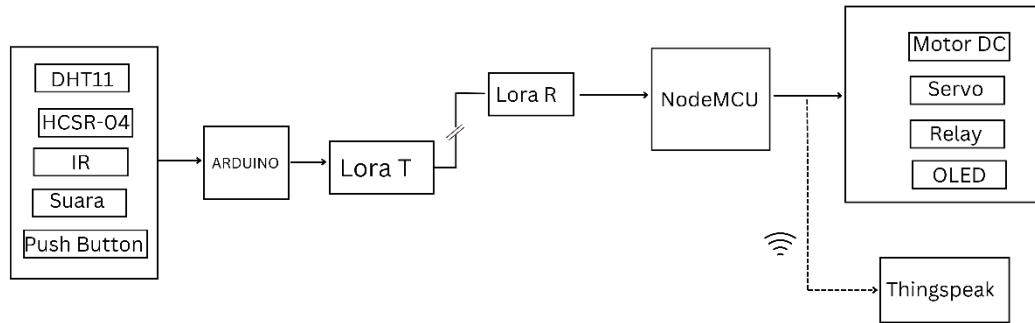 DHT11
HCSR-04
IR
Suara
Push Button
ARDUINO
Lora T
Lora R
NodeMCU
Motor DC
Servo
Relay
OLED
Thingspeak